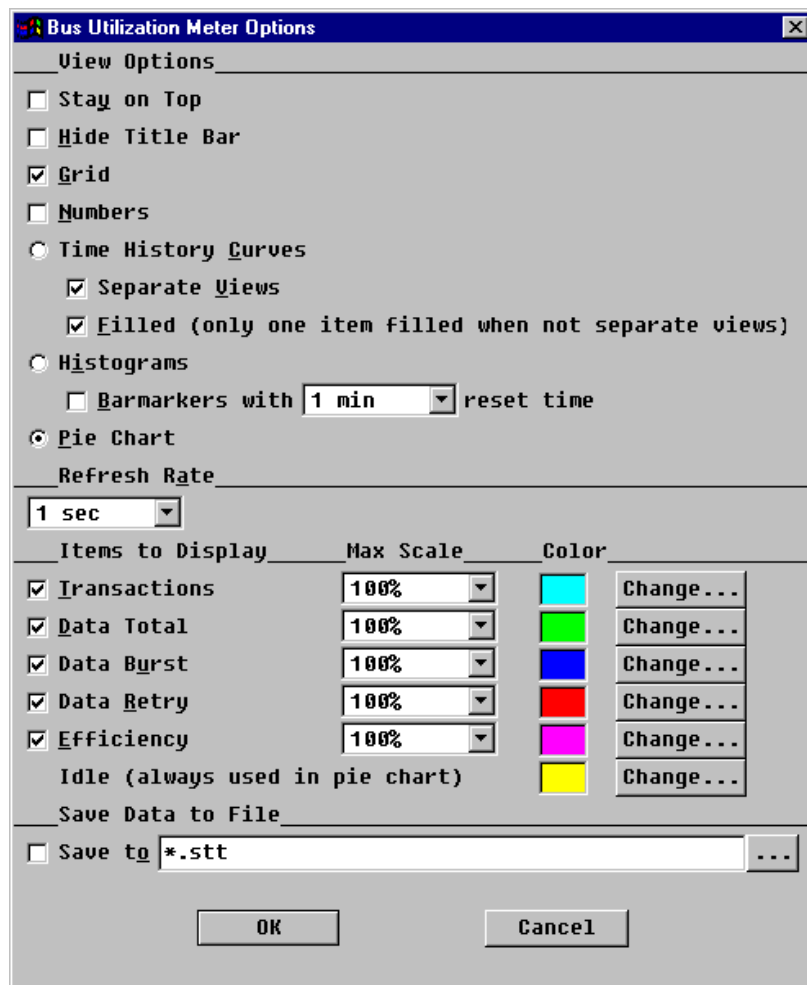 Bus Utilization Meter Options
View Options
Stay on Top
Hide Title Bar
Grid
Numbers
Time History Curves
Separate Views
Filled (only one item filled when not separate views)
Histograms
Barmarkers with 1 min reset time
Pie Chart
Refresh Rate
1 sec
Items to Display Max Scale Color
Transactions 100% Change...
Data Total 100% Change...
Data Burst 100% Change...
Data Retry 100% Change...
Efficiency 100% Change...
Idle (always used in pie chart) Change...
Save Data to File
Save to *.stt ...
OK Cancel